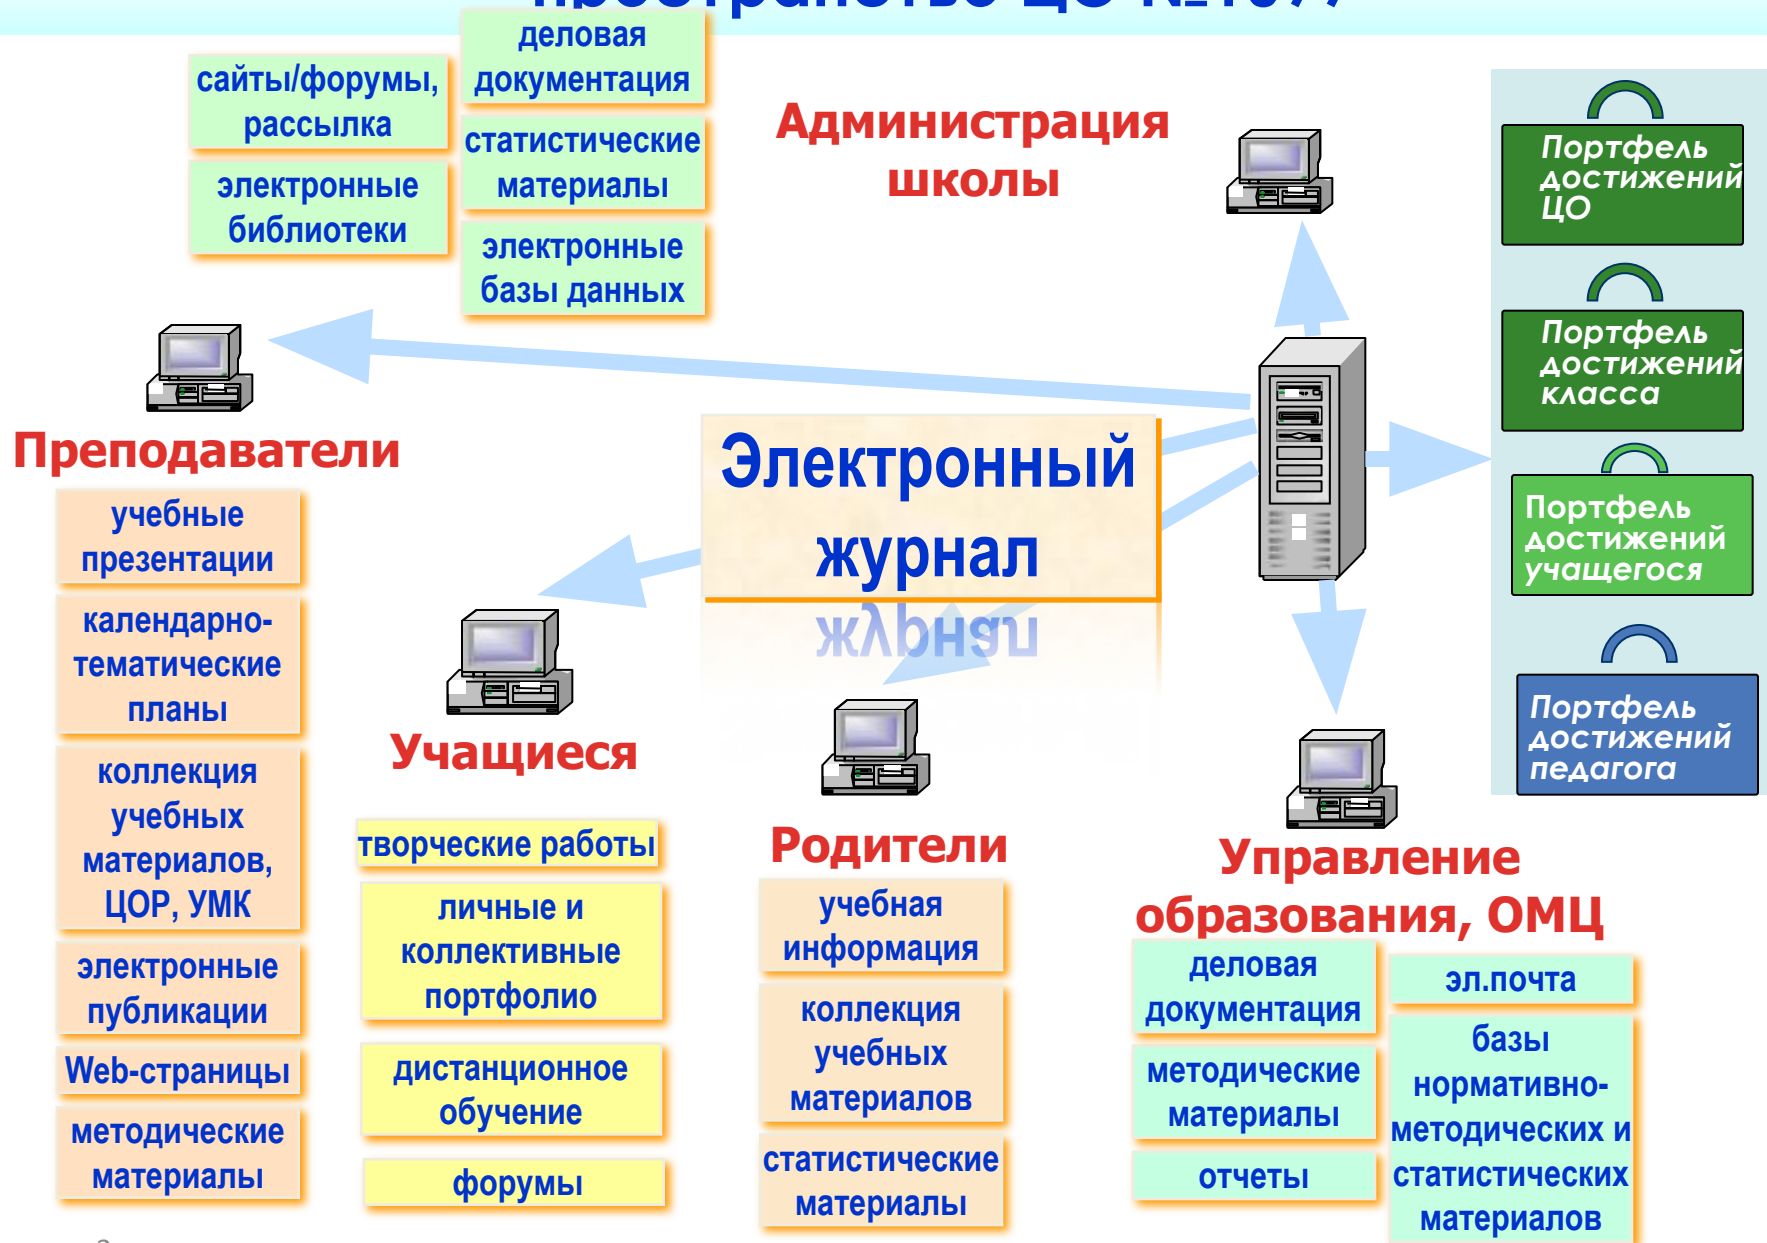 пространство ЦО
деловая
документация
сайты/форумы,
рассылка
статистические
материалы
электронные
библиотеки
электронные
базы данных
Администрация
школы
Портфель
достижений
ЦО
Портфель
достижений
класса
Портфель
достижений
учащегося
Портфель
достижений
педагога
Электронный
журнал
Преподаватели
учебные
презентации
календарно-
тематические
планы
коллекция
учебных
материалов,
ЦОР, УМК
электронные
публикации
Web-страницы
методические
материалы
Учащиеся
творческие работы
личные и
коллективные
портфолио
дистанционное
обучение
форумы
Родители
учебная
информация
коллекция
учебных
материалов
статистические
материалы
Управление
образования, ОМЦ
деловая
документация
методические
материалы
отчеты
эл.почта
базы
нормативно-
методических и
статистических
материалов